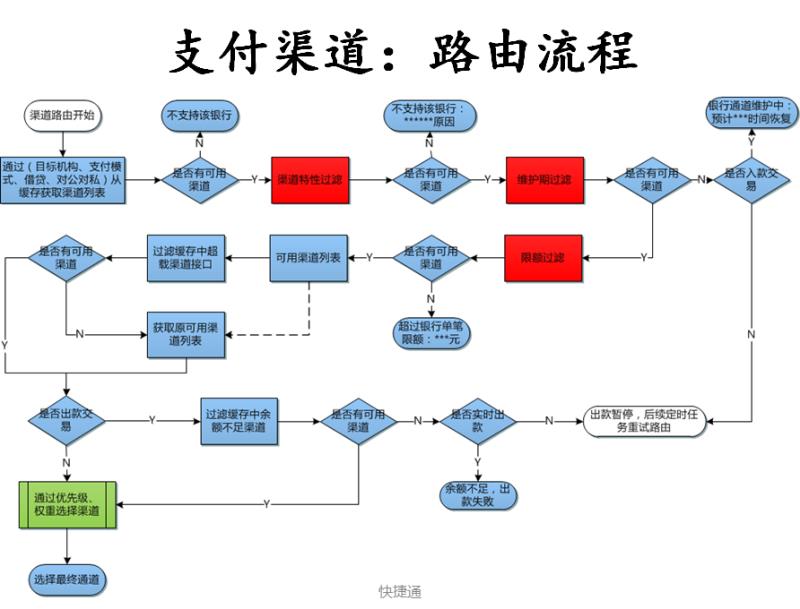 支付渠道：路由流程
渠道路由开始
不支持该银行
不支持该银行：
******原因
银行通道维护中：
预计***时间恢复
N
N
Y
通过（目标机构、支付模
式、借贷、对公对私）从
缓存获取渠道列表
是否有可用
渠道
Y
渠道特性过滤
是否有可用
渠道
Y
维护期过滤
是否有可用
渠道
N
是否入款交
易
是否有可用
渠道
过滤缓存中超
载渠道接口
可用渠道列表
Y
是否有可用
渠道
限额过滤
Y
N
超过银行单笔
限额：***元
N
获取原可用渠
道列表
Y
N
是否出款交
易
Y
过滤缓存中余
额不足渠道
是否有可用
渠道
N
是否实时出
款
N
出款暂停，后续定时任
务重试路由
N
Y
通过优先级、
权重选择渠道
Y
余额不足，出
款失败
选择最终通道
快捷通